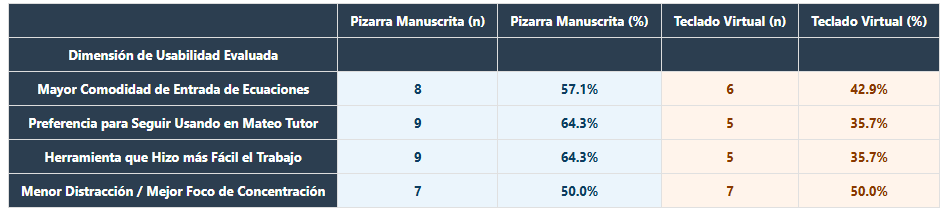 Pizarra Manuscrita (n) Pizarra Manuscrita (%) Teclado Virtual (n) Teclado Virtual (%)
Dimensión de Usabilidad Evaluada
Mayor Comodidad de Entrada de Ecuaciones 8 57.1% 6 42.9%
Preferencia para Seguir Usando en Mateo Tutor 9 64.3% 5 35.7%
Herramienta que Hizo más Fácil el Trabajo 9 64.3% 5 35.7%
Menor Distracción / Mejor Foco de Concentración 7 50.0% 7 50.0%